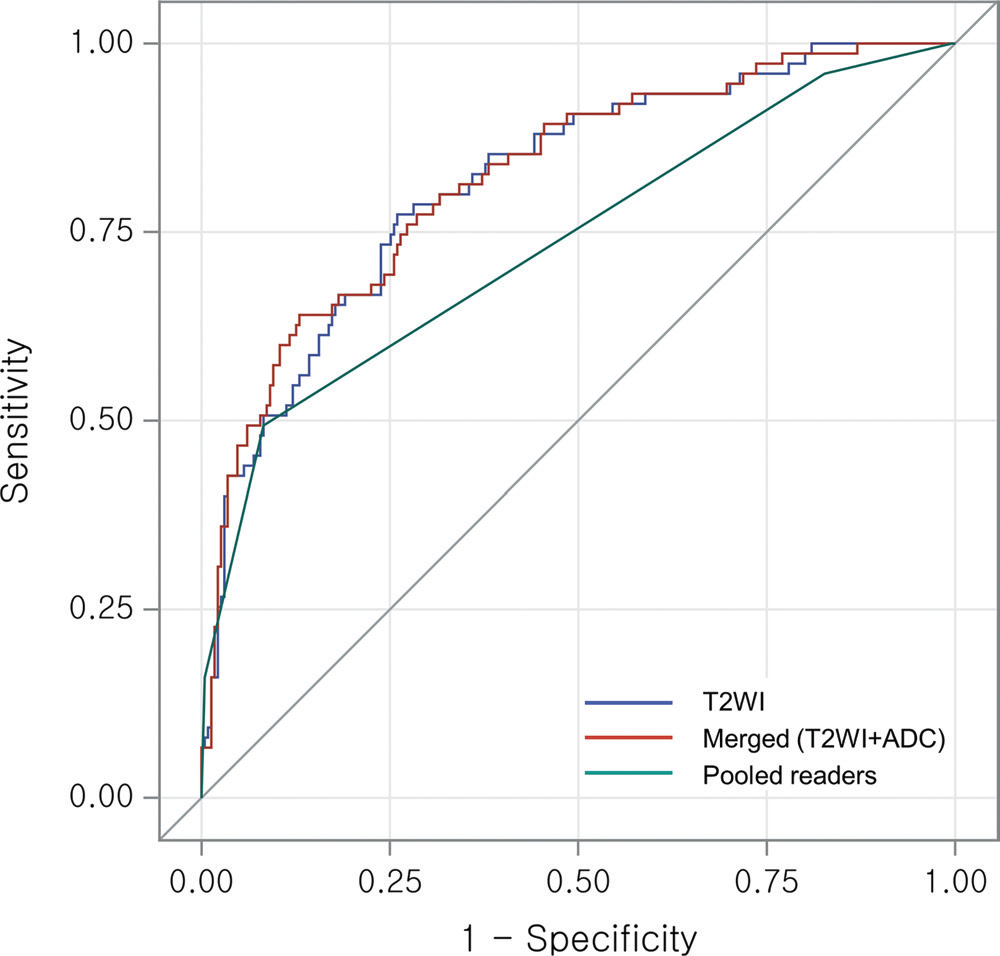 1.00
0.75
0.50
0.25
0.00
Sensitivity
T2WI
Merged (T2WI+ADC)
Pooled readers
0.00 0.25 0.50 0.75 1.00
1 – Specificity